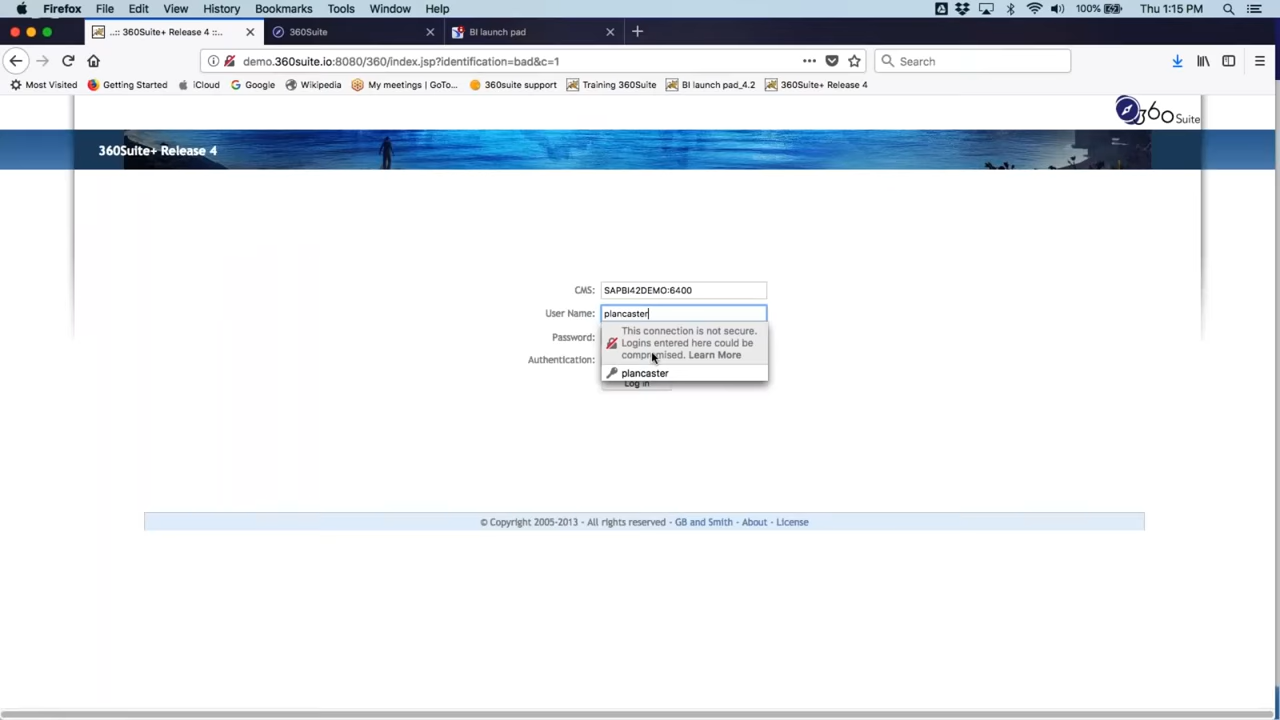 Firefox File Edit View History Bookmarks Tools Window Help 100% Thu 1:15 PM
..:: 360Suite+ Release 4 ::.. 360Suite BI launch pad
demo.360suite.io:8080/360/index.jsp?identification=bad&c=1 Search
Most Visited Getting Started iCloud Google Wikipedia My meetings | GoTo... 360suite support Training 360Suite BI launch pad_4.2 360Suite+ Release 4
360Suite
360Suite+ Release 4
CMS: SAPBI42DEMO:6400
User Name: plancaster
Password:
This connection is not secure.
Logins entered here could be
compromised. Learn More
Authentication:
plancaster
Log in
© Copyright 2005-2013 - All rights reserved - GB and Smith - About - License